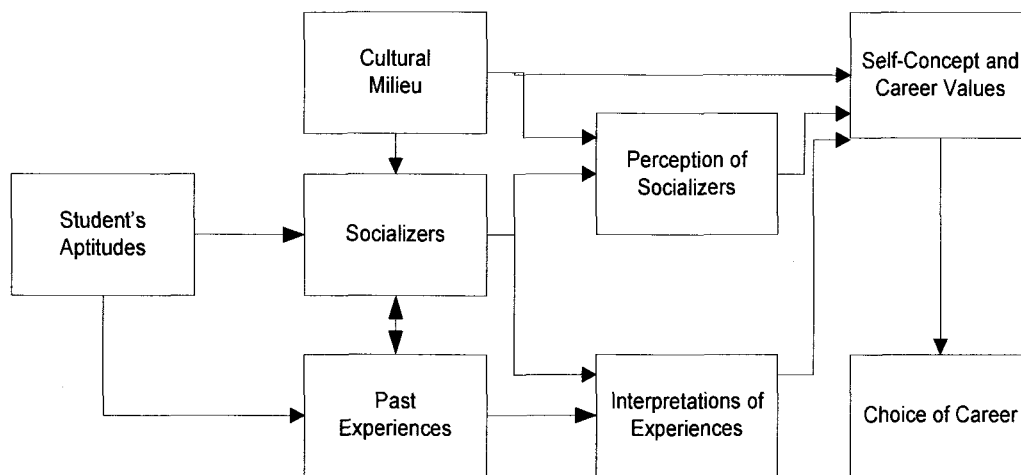 Cultural
Milieu
Self-Concept and
Career Values
Perception of
Socializers
Student's
Aptitudes
Socializers
Past
Experiences
Interpretations of
Experiences
Choice of Career